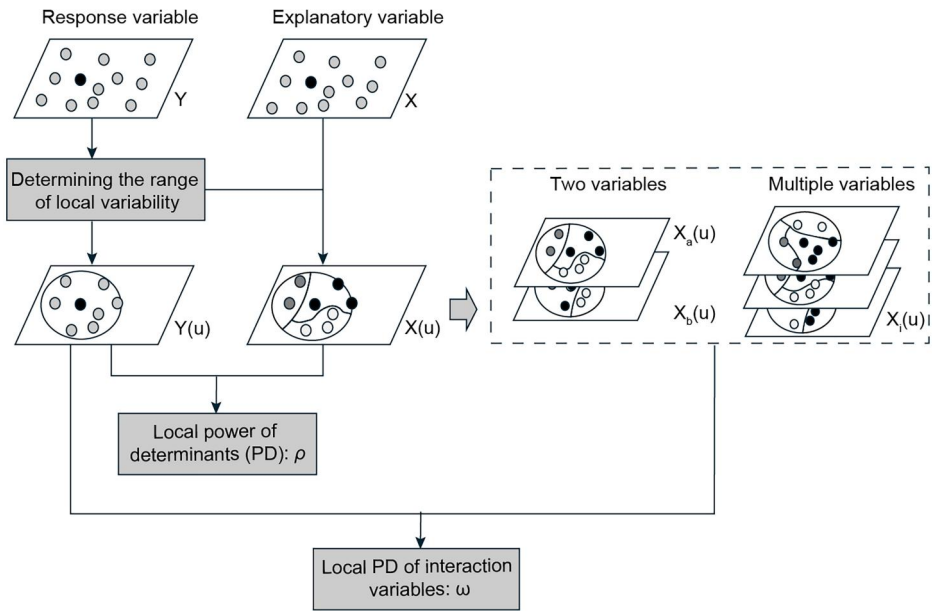 Response variable
Explanatory variable
Y
X
Determining the range
of local variability
Two variables
Multiple variables
Xₐ(u)
X_b(u)
Xᵢ(u)
Y(u)
X(u)
Local power of
determinants (PD): ρ
Local PD of interaction
variables: ω